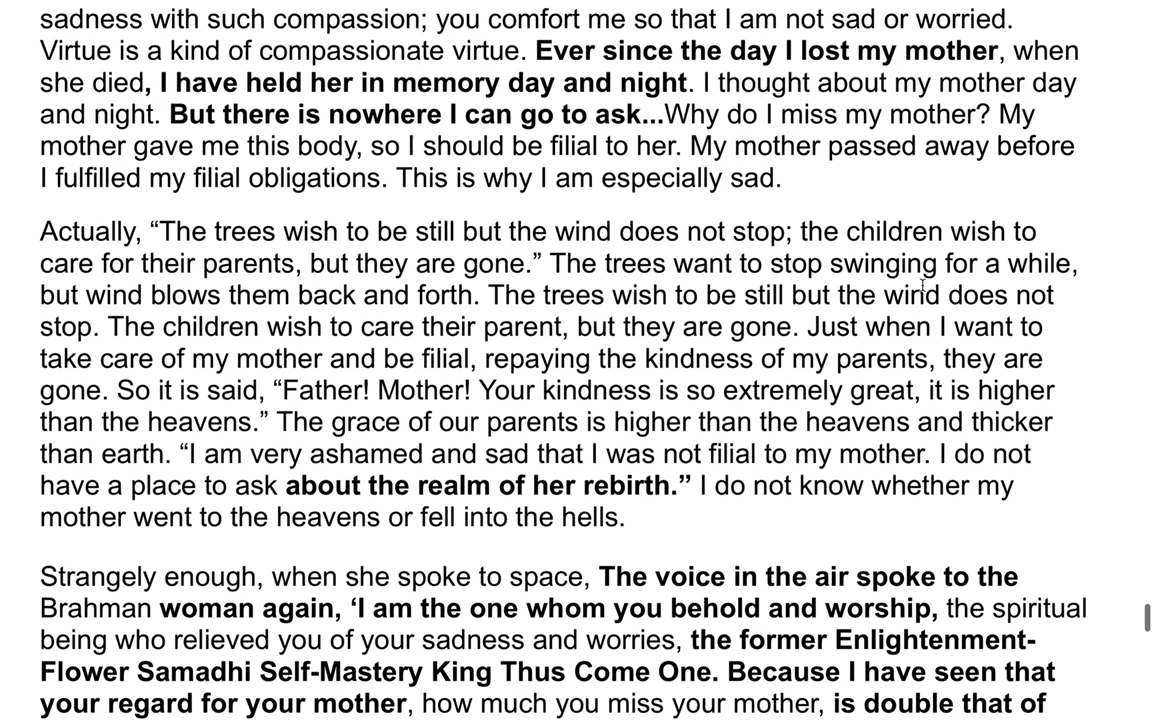 sadness with such compassion; you comfort me so that I am not sad or worried.
Virtue is a kind of compassionate virtue. Ever since the day I lost my mother, when
she died, I have held her in memory day and night. I thought about my mother day
and night. But there is nowhere I can go to ask...Why do I miss my mother? My
mother gave me this body, so I should be filial to her. My mother passed away before
I fulfilled my filial obligations. This is why I am especially sad.
Actually, “The trees wish to be still but the wind does not stop; the children wish to
care for their parents, but they are gone.” The trees want to stop swinging for a while,
but wind blows them back and forth. The trees wish to be still but the wind does not
stop. The children wish to care their parent, but they are gone. Just when I want to
take care of my mother and be filial, repaying the kindness of my parents, they are
gone. So it is said, “Father! Mother! Your kindness is so extremely great, it is higher
than the heavens.” The grace of our parents is higher than the heavens and thicker
than earth. “I am very ashamed and sad that I was not filial to my mother. I do not
have a place to ask about the realm of her rebirth.” I do not know whether my
mother went to the heavens or fell into the hells.
Strangely enough, when she spoke to space, The voice in the air spoke to the
Brahman woman again, ‘I am the one whom you behold and worship, the spiritual
being who relieved you of your sadness and worries, the former Enlightenment-
Flower Samadhi Self-Mastery King Thus Come One. Because I have seen that
your regard for your mother, how much you miss your mother, is double that of